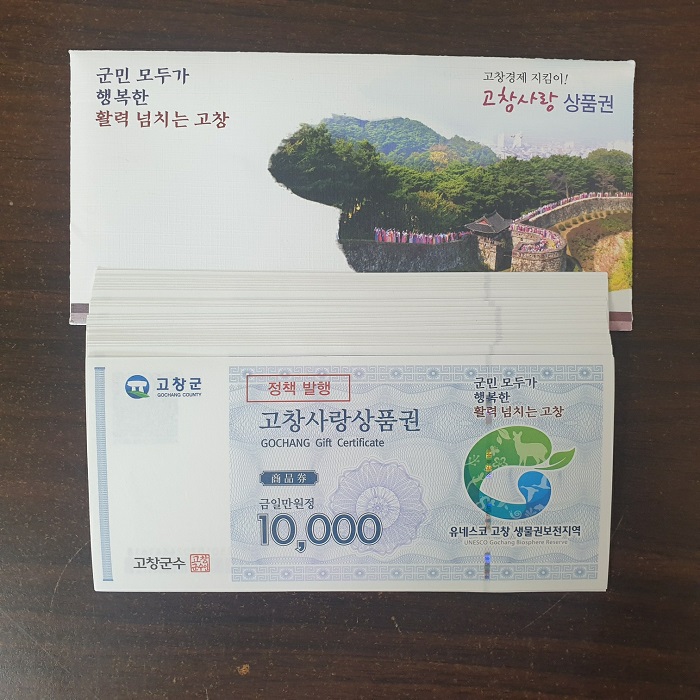 군민 모두가
행복한
활력 넘치는 고창
고창경제 지킴이!
고창사랑 상품권
고창군
GOCHANG COUNTY
정책 발행
고창사랑상품권
GOCHANG Gift Certificate
商品券
금일만원정
10,000
고창군수
군민 모두가
행복한
활력 넘치는 고창
유네스코 고창 생물권보전지역
UNESCO Gochang Biosphere Reserve